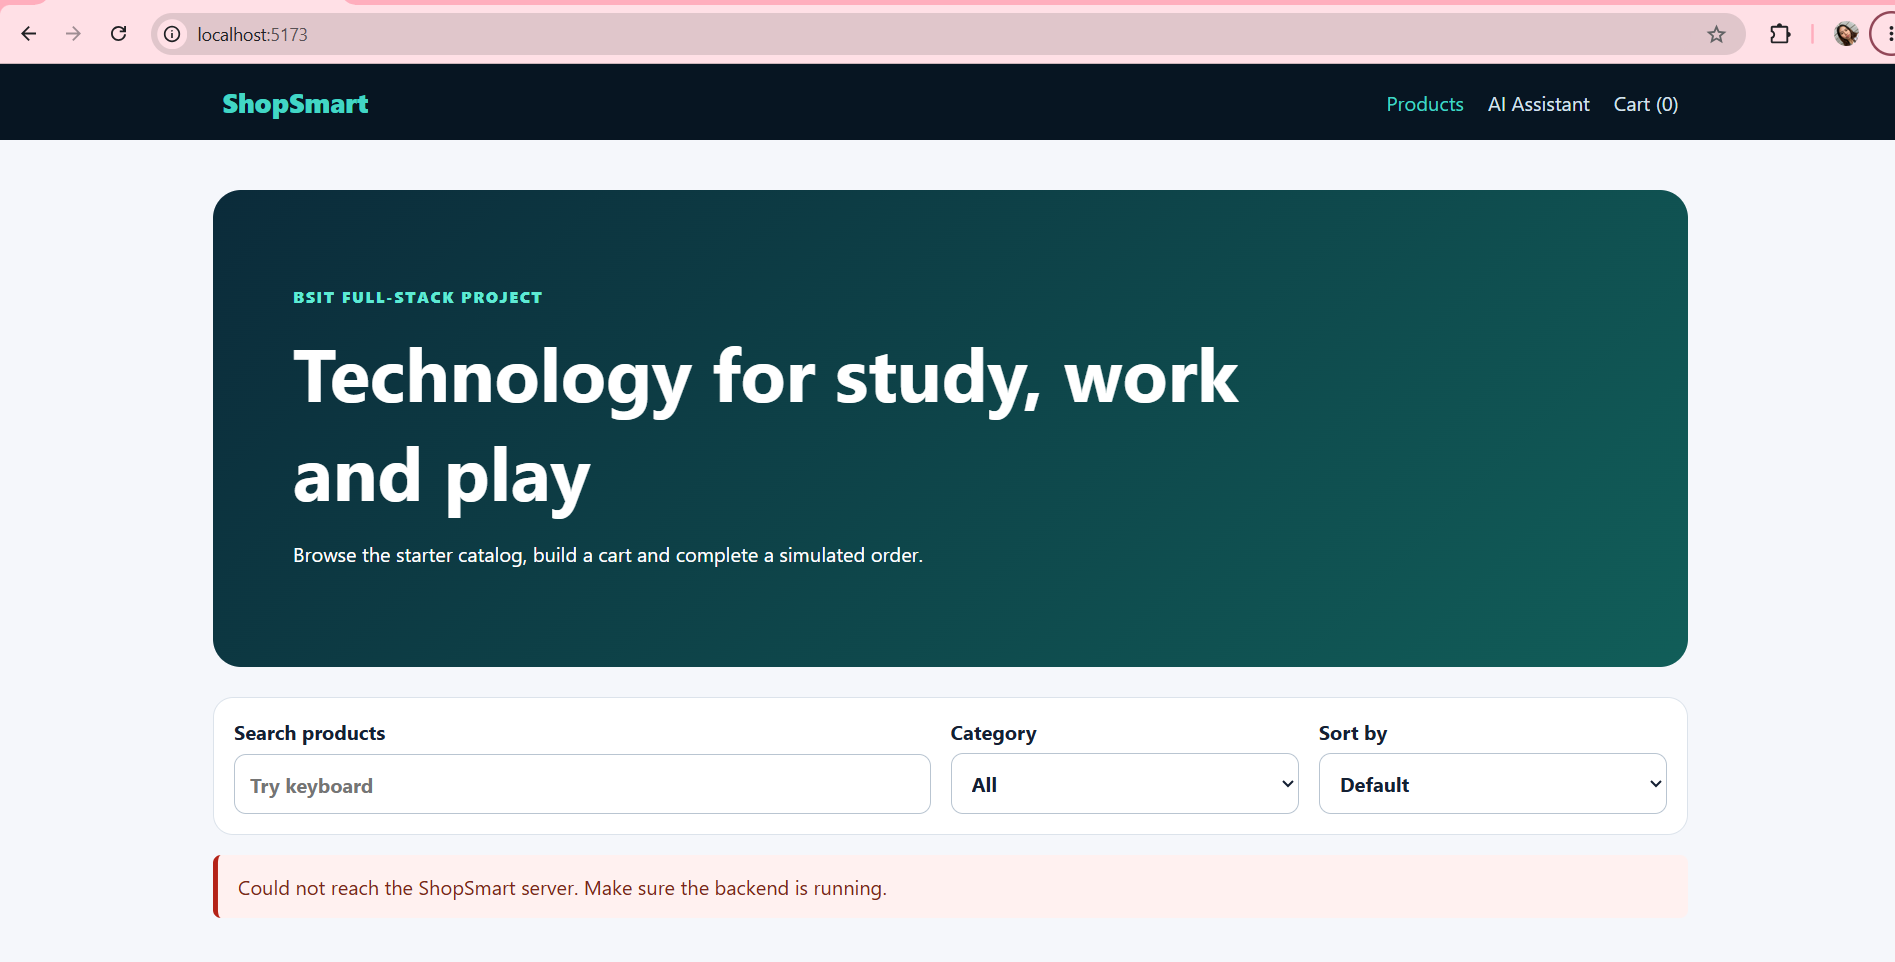 localhost:5173
ShopSmart
Products AI Assistant Cart (0)
BSIT FULL-STACK PROJECT
Technology for study, work
and play
Browse the starter catalog, build a cart and complete a simulated order.
Search products Category Sort by
Try keyboard All Default
Could not reach the ShopSmart server. Make sure the backend is running.